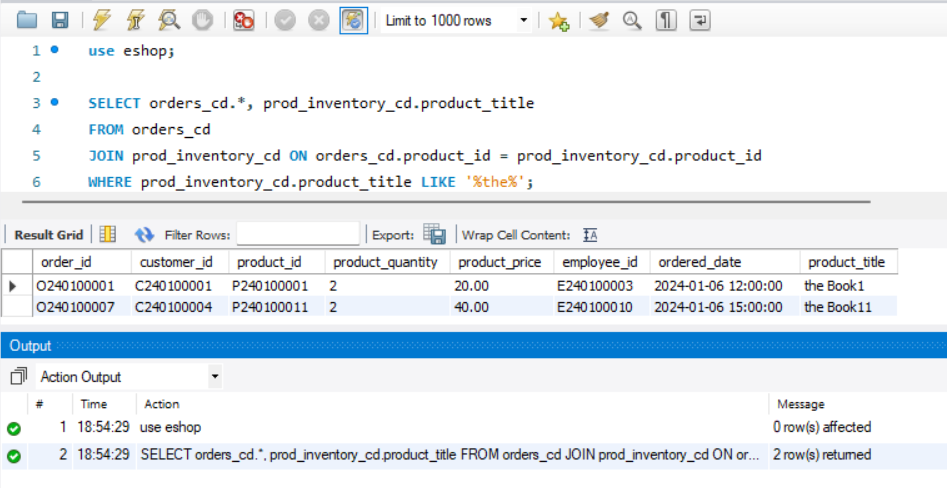 Limit to 1000 rows
1 use eshop;
2
3 SELECT orders_cd.*, prod_inventory_cd.product_title
4 FROM orders_cd
5 JOIN prod_inventory_cd ON orders_cd.product_id = prod_inventory_cd.product_id
6 WHERE prod_inventory_cd.product_title LIKE '%the%';
Result Grid Filter Rows: Export: Wrap Cell Content: IA
order_id customer_id product_id product_quantity product_price employee_id ordered_date product_title
O240100001 C240100001 P240100001 2 20.00 E240100003 2024-01-06 12:00:00 the Book1
O240100007 C240100004 P240100011 2 40.00 E240100010 2024-01-06 15:00:00 the Book11
Output
Action Output
# Time Action Message
1 18:54:29 use eshop 0 row(s) affected
2 18:54:29 SELECT orders_cd.*, prod_inventory_cd.product_title FROM orders_cd JOIN prod_inventory_cd ON or... 2 row(s) returned